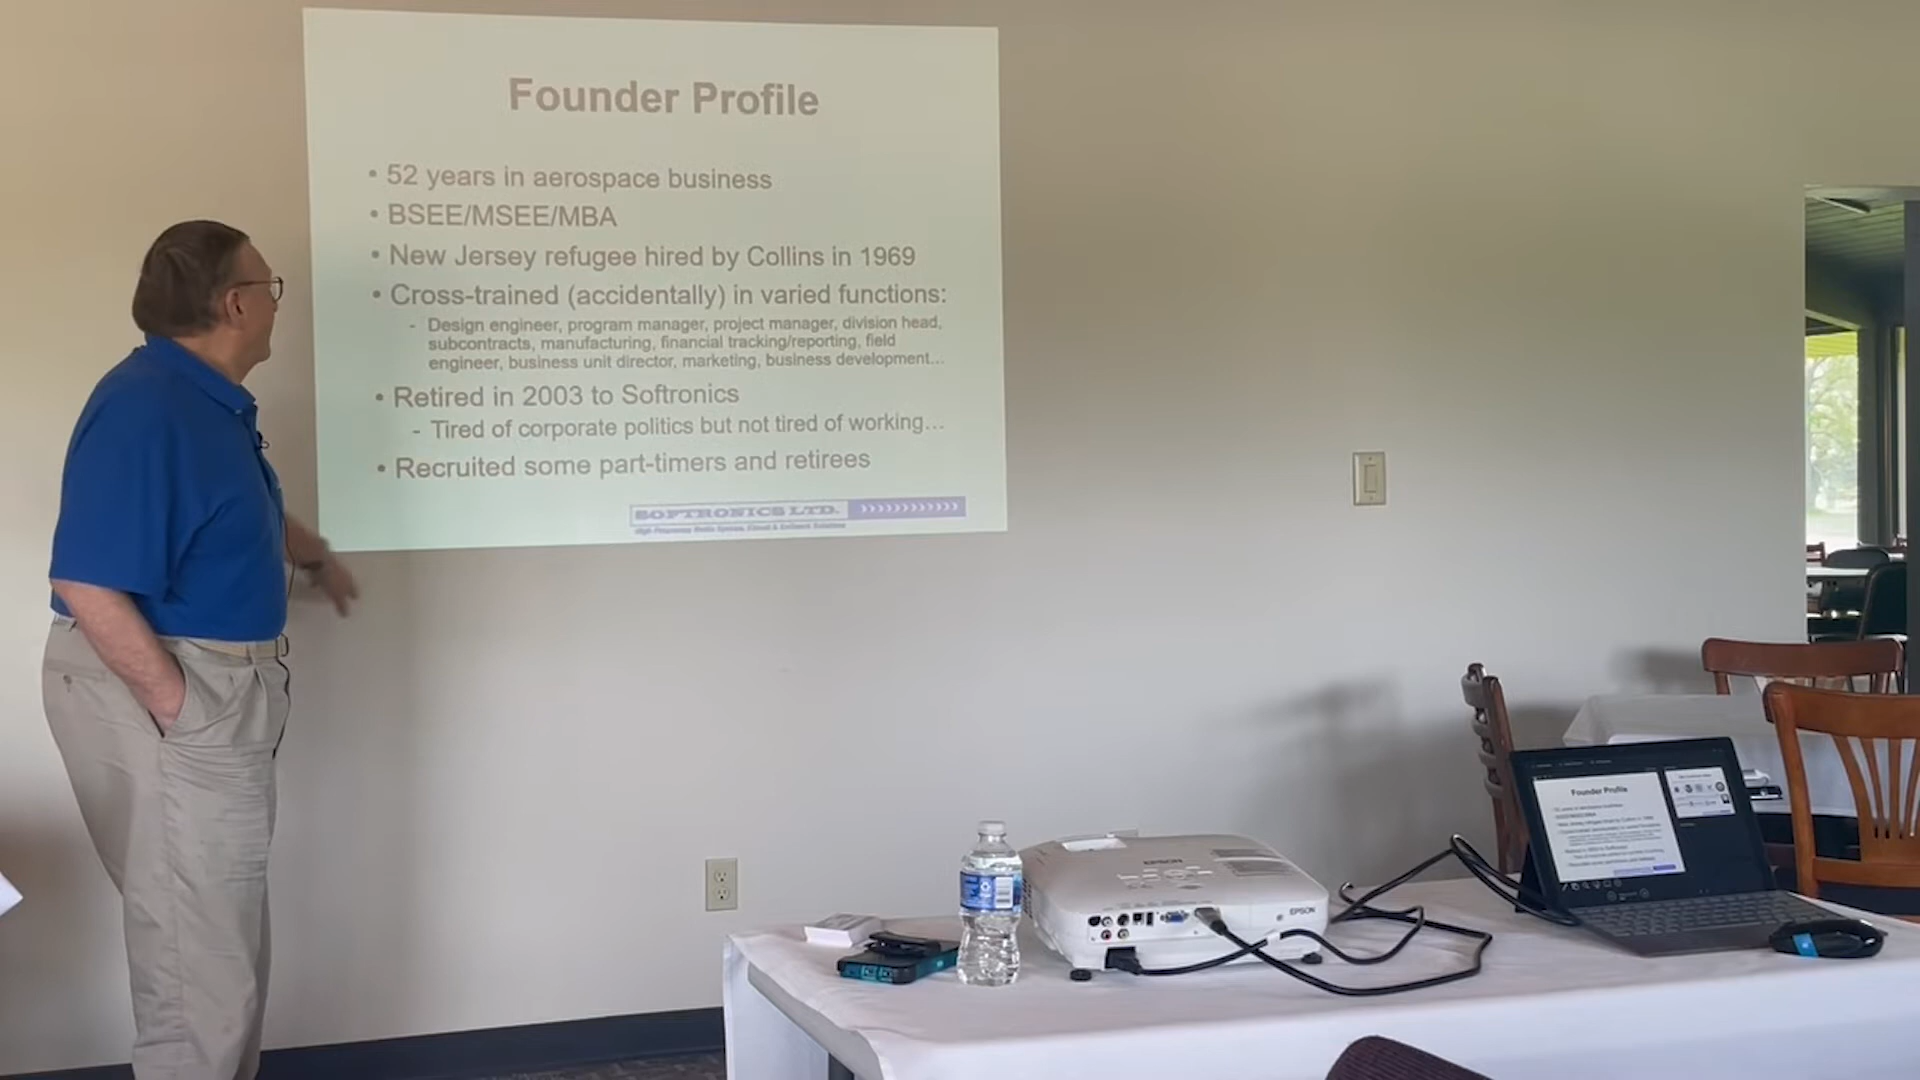 Founder Profile
• 52 years in aerospace business
• BSEE/MSEE/MBA
• New Jersey refugee hired by Collins in 1969
• Cross-trained (accidentally) in varied functions:
- Design engineer, program manager, project manager, division head,
subcontracts, manufacturing, financial tracking/reporting, field
engineer, business unit director, marketing, business development...
• Retired in 2003 to Softronics
- Tired of corporate politics but not tired of working...
• Recruited some part-timers and retirees
SOFTRONICS LTD.
EPSON
EPSON
Founder Profile